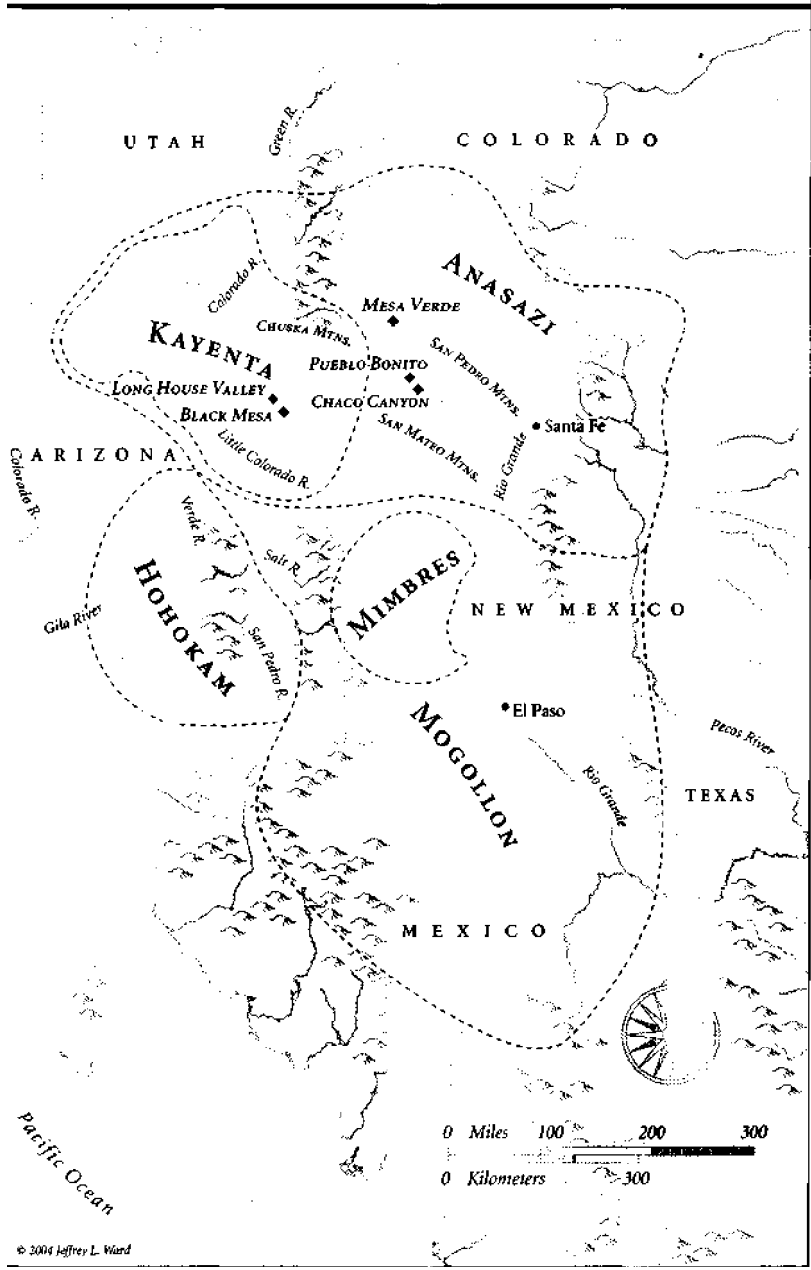 UTAH
Green R.
COLORADO
ANASAZI
Colorado R.
MESA VERDE
KAYENTA
CHUSKA MTNS.
SAN PEDRO MTNS.
PUEBLO BONITO
LONG HOUSE VALLEY
CHACO CANYON
BLACK MESA
SAN MATEO MTNS.
Santa Fe
Little Colorado R.
Rio Grande
ARIZONA
Colorado R.
Verde R.
Salt R.
MIMBRES
HOHOKAM
NEW MEXICO
Gila River
San Pedro R.
El Paso
MOGOLLON
Pecos River
Rio Grande
TEXAS
MEXICO
0 Miles 100 200 300
0 Kilometers 300
Pacific Ocean
© 2004 Jeffrey L. Ward